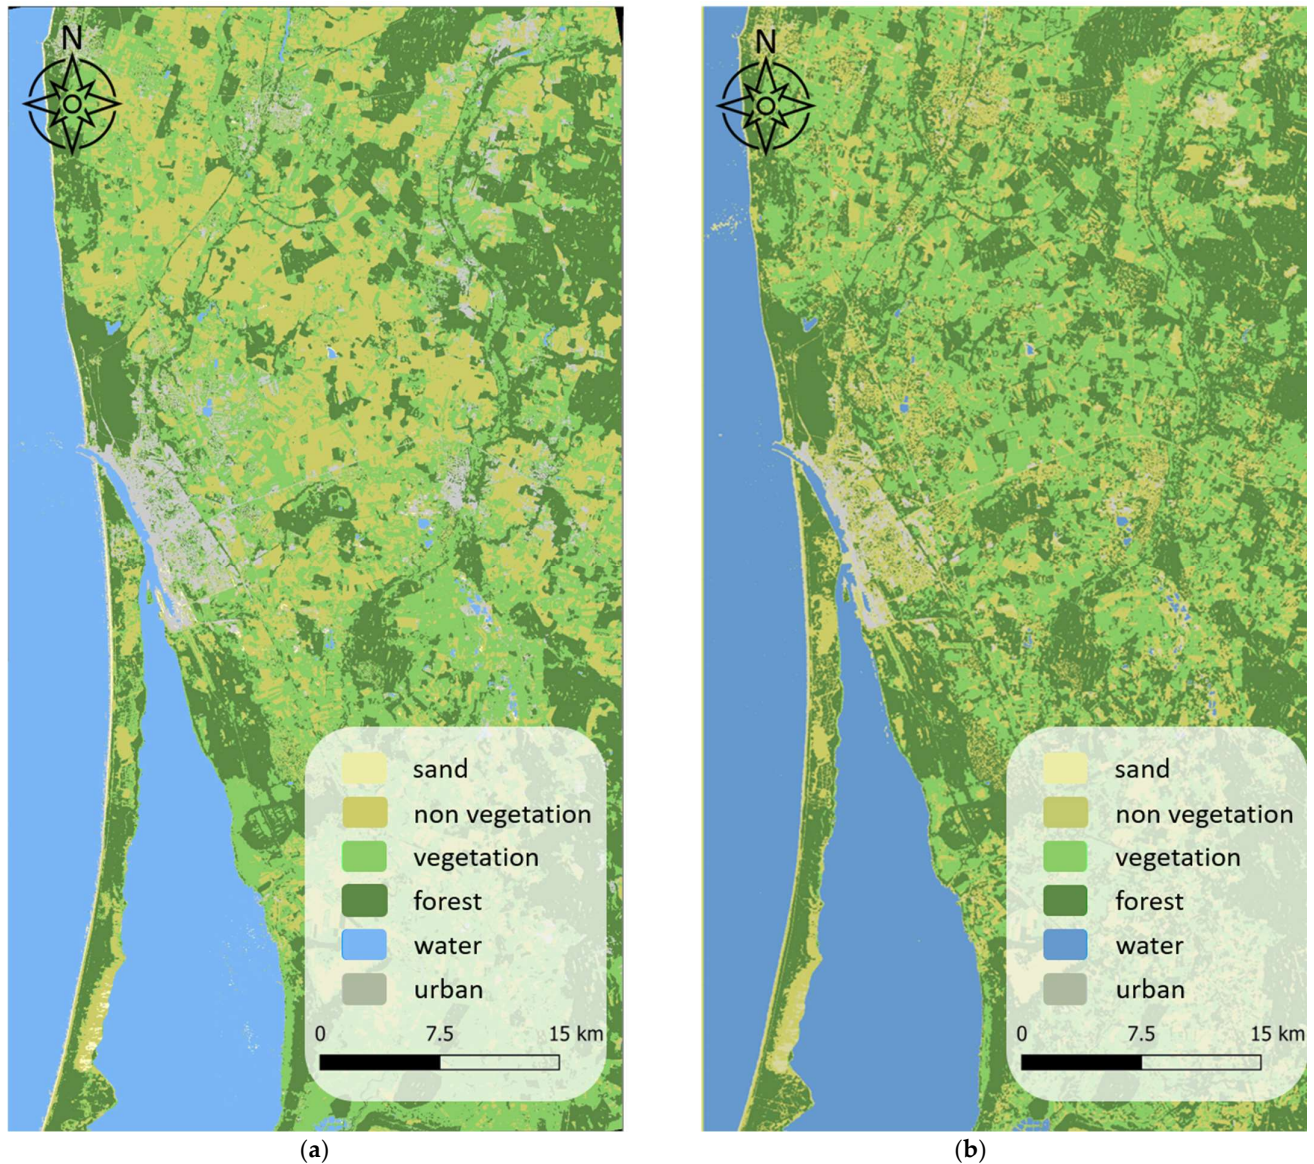 N
sand
non vegetation
vegetation
forest
water
urban
0 7.5 15 km
(a)
N
sand
non vegetation
vegetation
forest
water
urban
0 7.5 15 km
(b)